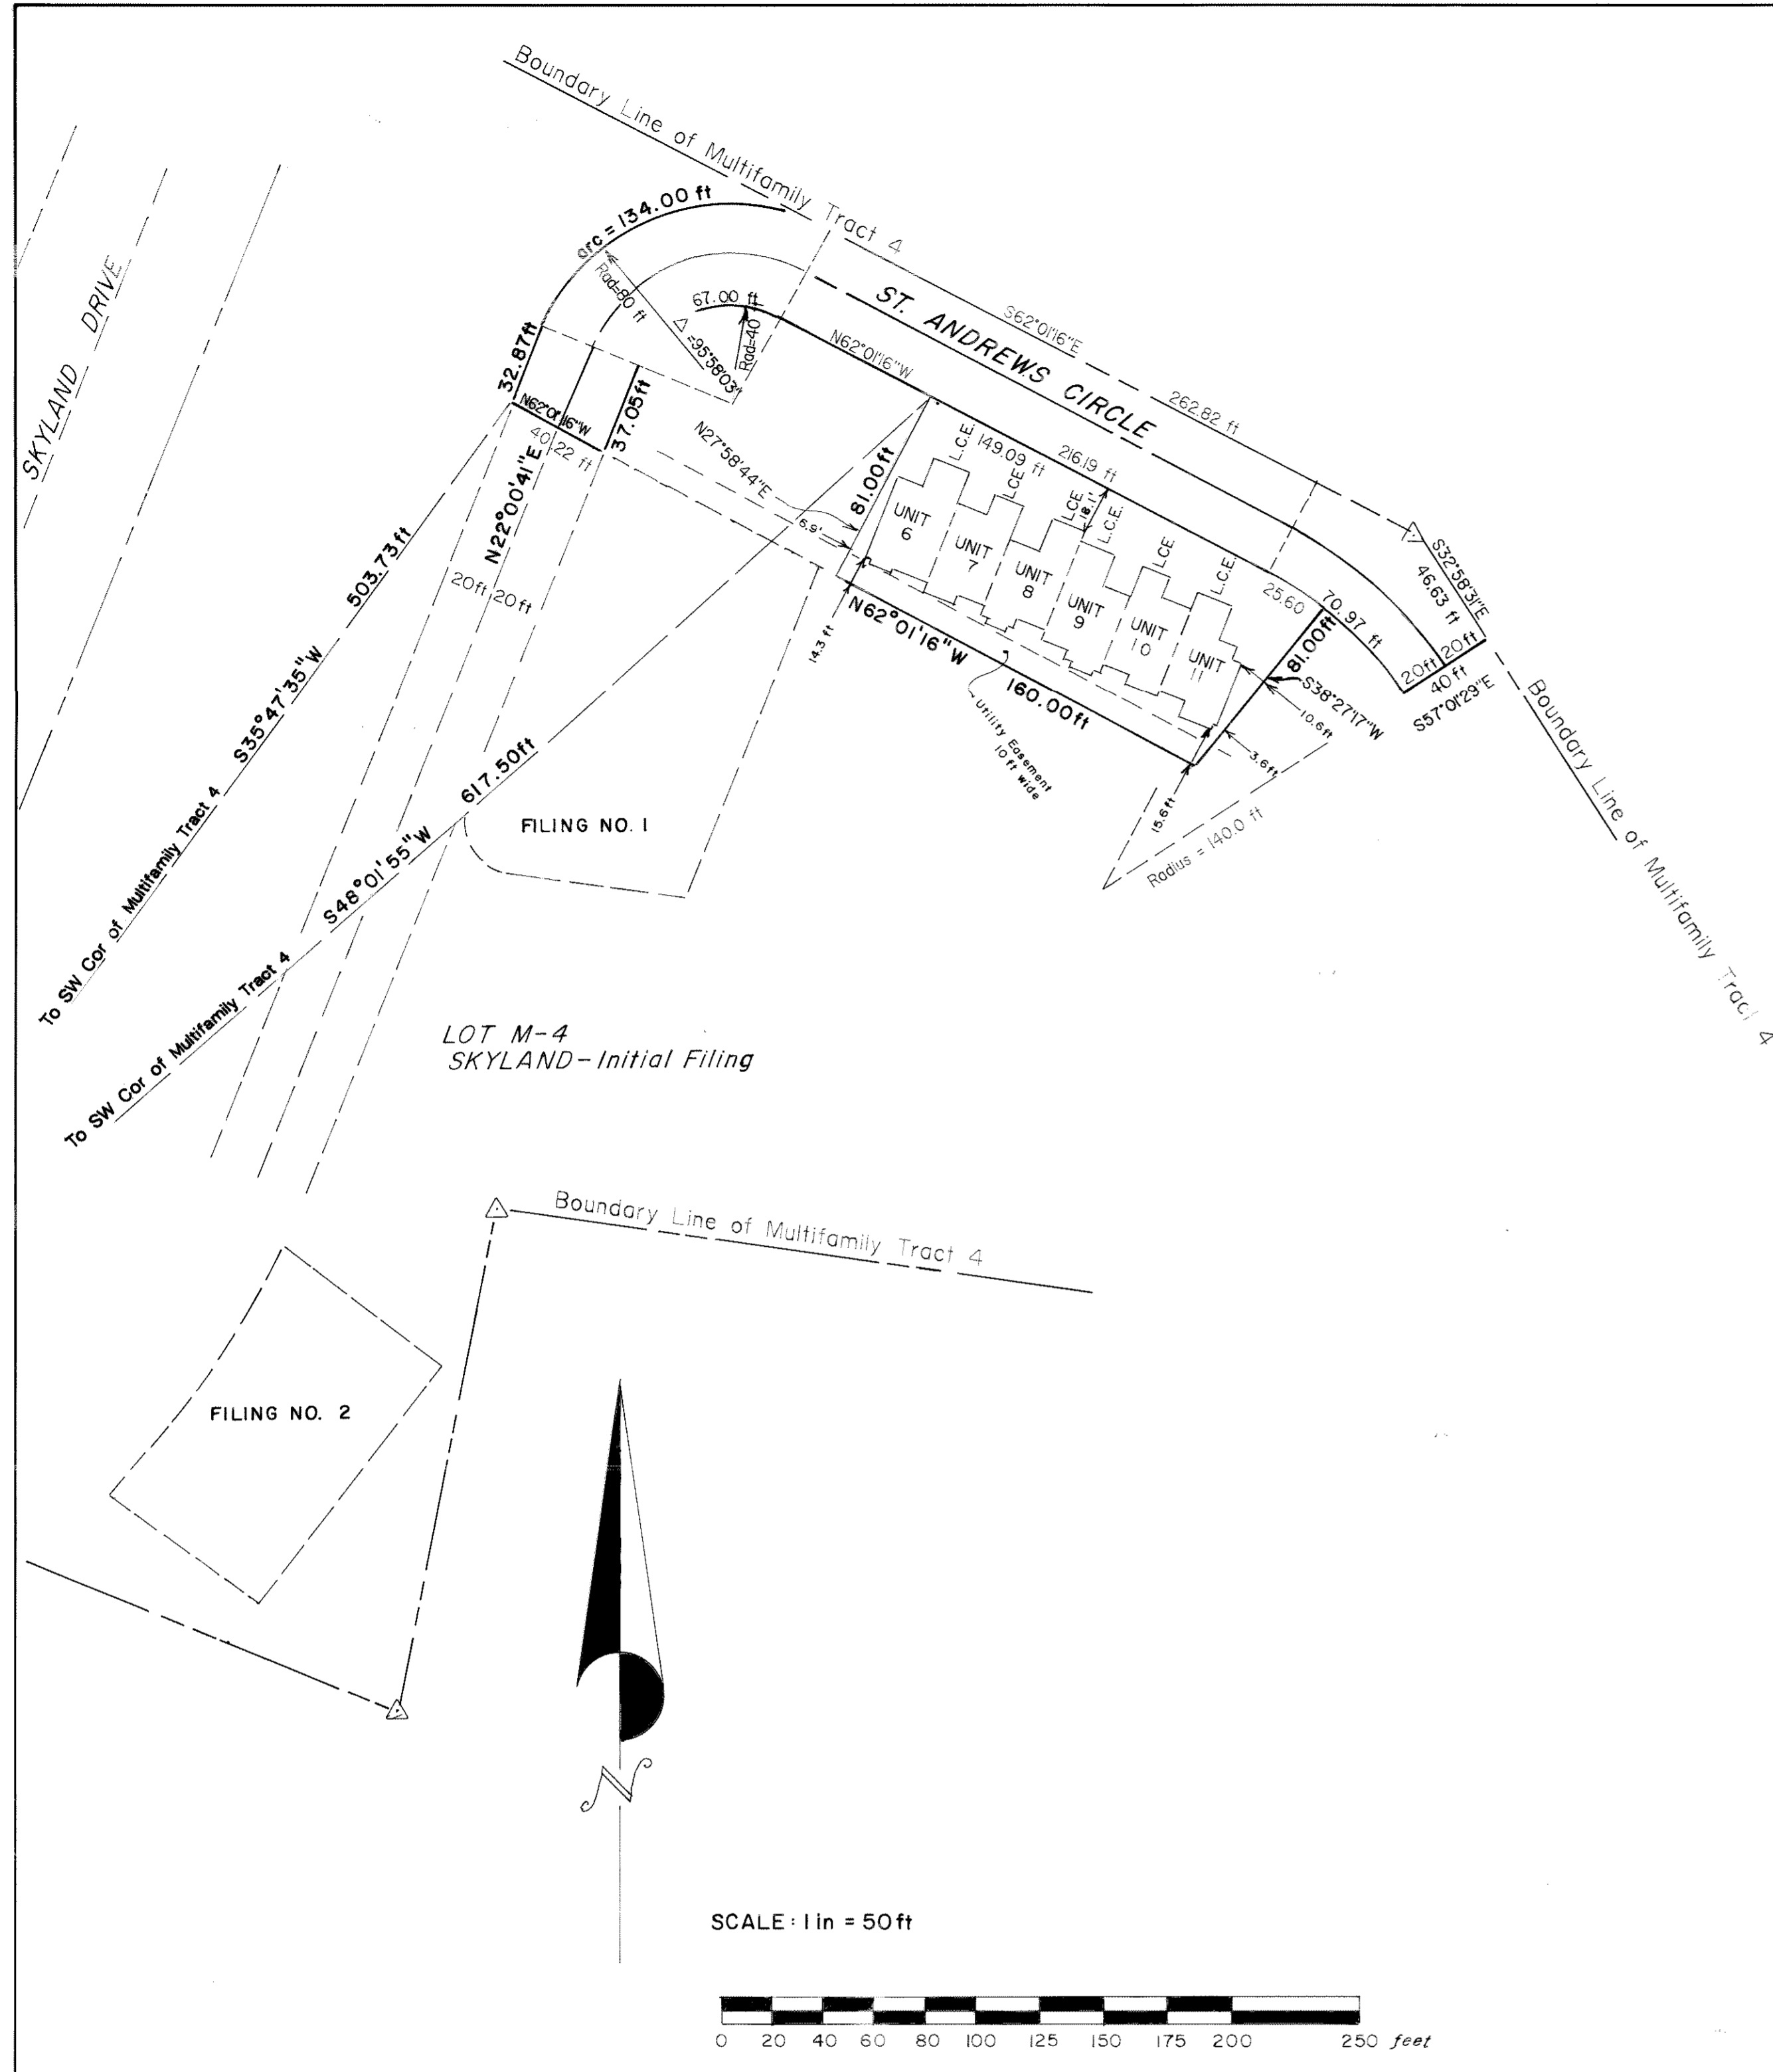 Boundary Line of Multifamily Tract 4
SKYLAND DRIVE
arc = 134.00 ft
Rad=80 ft
67.00 ft
△=95°58'03"
Rad=40'
32.87ft
N62°01'16"W
40.22 ft
37.05ft
N22°00'41"E
20ft 20ft
ST. ANDREWS CIRCLE
S62°01'16"E
262.82 ft
N62°01'16"W
N27°58'44"E
81.00ft
6.9'
149.09 ft
216.19 ft
L.C.E.
LCE
LCE
18.1'
L.C.E.
LCE
L.C.E.
UNIT
6
UNIT
7
UNIT
8
UNIT
9
UNIT
10
UNIT
11
25.60
70.97 ft
81.00ft
S32°58'31"E
46.63 ft
20ft 20ft
40 ft
S57°01'29"E
S38°27'17"W
10.6ft
3.6ft
15.6ft
Radius = 140.0 ft
14.3 ft
N62°01'16"W
160.00ft
Utility Easement
10ft wide
Boundary Line of Multifamily Tract 4
503.73ft
S35°47'35"W
To SW Cor of Multifamily Tract 4
617.50ft
S48°01'55"W
To SW Cor of Multifamily Tract 4
FILING NO. 1
LOT M-4
SKYLAND-Initial Filing
Boundary Line of Multifamily Tract 4
FILING NO. 2
N
SCALE: 1 in = 50ft
0 20 40 60 80 100 125 150 175 200 250 feet